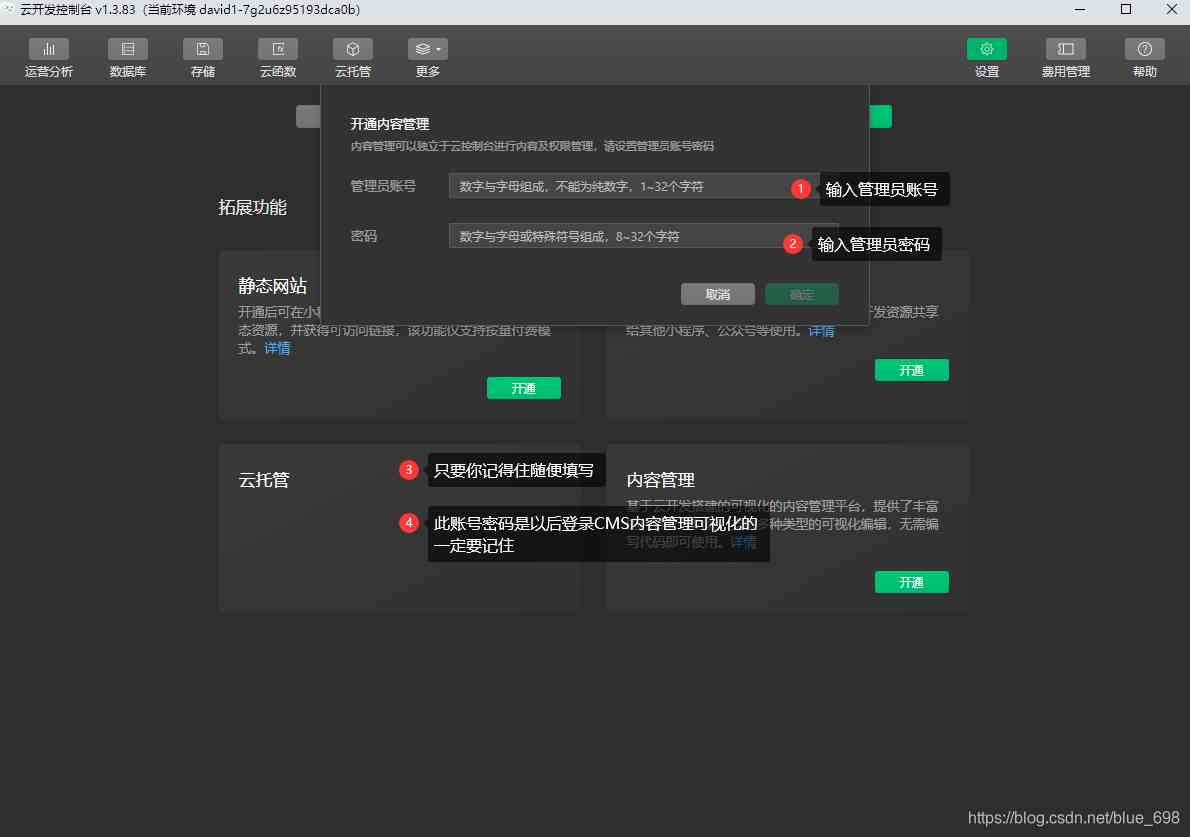 云开发控制台 v1.3.83（当前环境 david1-7g2u6z95193dca0b）
运营分析
数据库
存储
云函数
云托管
更多
设置
费用管理
帮助
开通内容管理
内容管理可以独立于云控制台进行内容及权限管理，请设置管理员账号密码
管理员账号
数字与字母组成，不能为纯数字，1~32个字符
1
输入管理员账号
密码
数字与字母或特殊符号组成，8~32个字符
2
输入管理员密码
取消
确定
拓展功能
静态网站
开通后可在小
态资源，并获得可访问链接，该功能仅支持按量付费模
式。详情
开通
发资源共享
给其他小程序、公众号等使用。详情
开通
云托管
3
只要你记得住随便填写
4
此账号密码是以后登录CMS内容管理可视化的
一定要记住
内容管理
基于云开发搭建的可视化的内容管理平台，提供了丰富
多种类型的可视化编辑，无需编
写代码即可使用。详情
开通
https://blog.csdn.net/blue_698